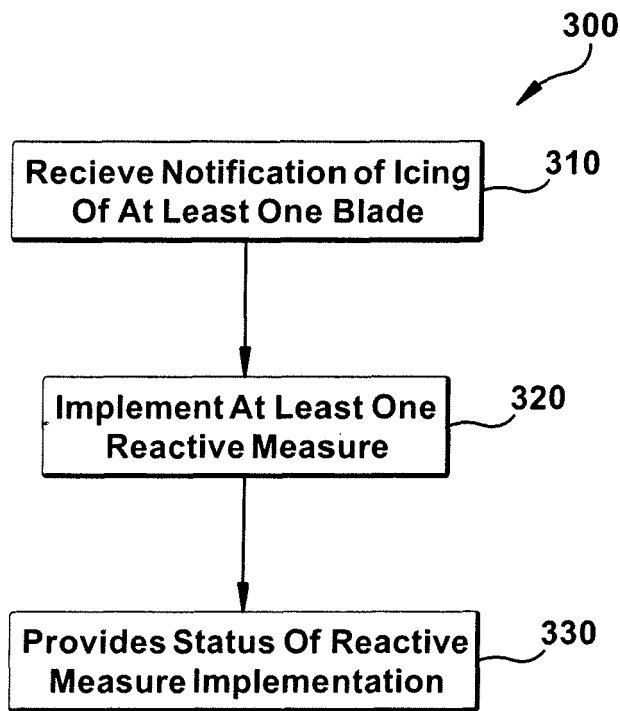 300
Recieve Notification of Icing
Of At Least One Blade
310
Implement At Least One
Reactive Measure
320
Provides Status Of Reactive
Measure Implementation
330